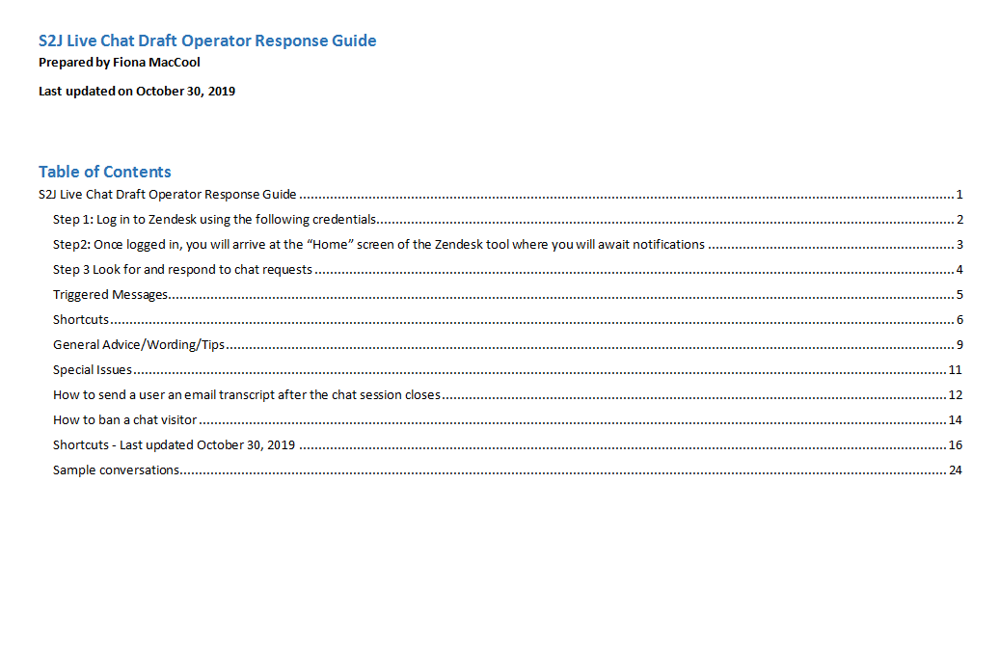 S2J Live Chat Draft Operator Response Guide
Prepared by Fiona MacCool
Last updated on October 30, 2019
Table of Contents
S2J Live Chat Draft Operator Response Guide 1
Step 1: Log in to Zendesk using the following credentials 2
Step2: Once logged in, you will arrive at the “Home” screen of the Zendesk tool where you will await notifications 3
Step 3 Look for and respond to chat requests 4
Triggered Messages 5
Shortcuts 6
General Advice/Wording/Tips 9
Special Issues 11
How to send a user an email transcript after the chat session closes 12
How to ban a chat visitor 14
Shortcuts - Last updated October 30, 2019 16
Sample conversations 24